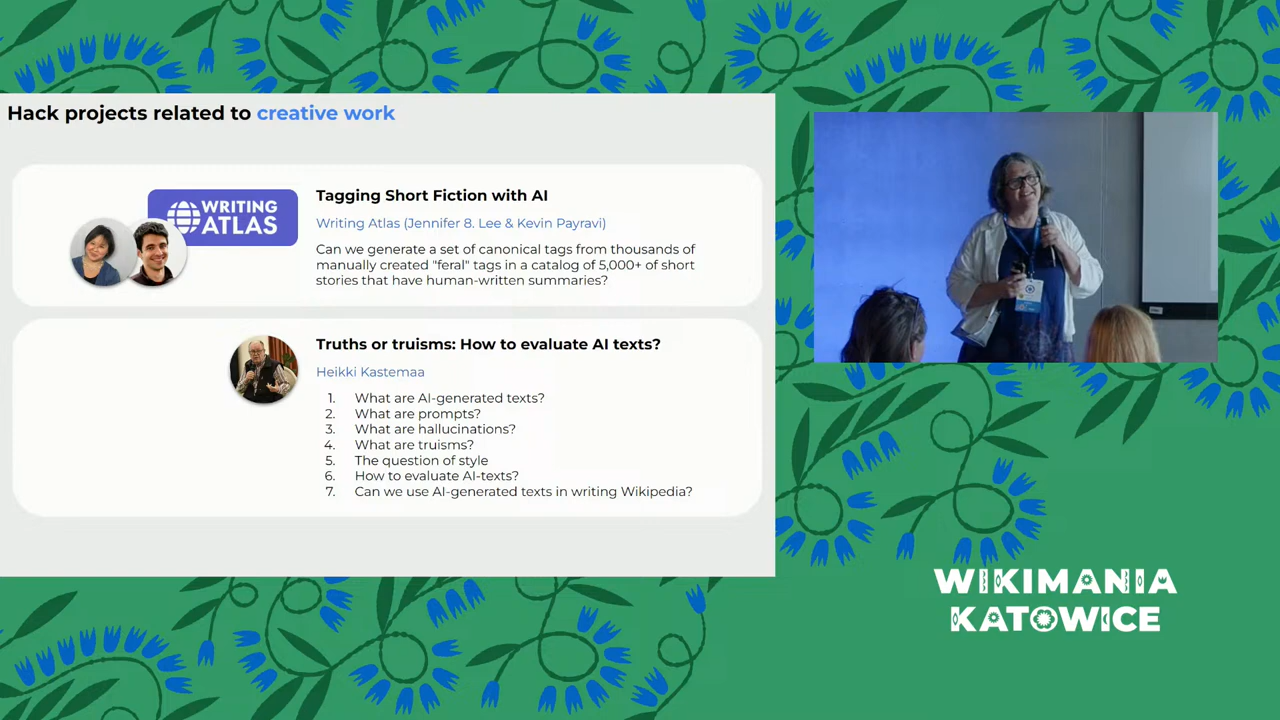 Hack projects related to creative work
WRITING
ATLAS
Tagging Short Fiction with AI
Writing Atlas (Jennifer 8. Lee & Kevin Payravi)
Can we generate a set of canonical tags from thousands of
manually created "feral" tags in a catalog of 5,000+ of short
stories that have human-written summaries?
Truths or truisms: How to evaluate AI texts?
Heikki Kastemaa
1. What are AI-generated texts?
2. What are prompts?
3. What are hallucinations?
4. What are truisms?
5. The question of style
6. How to evaluate AI-texts?
7. Can we use AI-generated texts in writing Wikipedia?
WIKIMANIA
KATOWICE